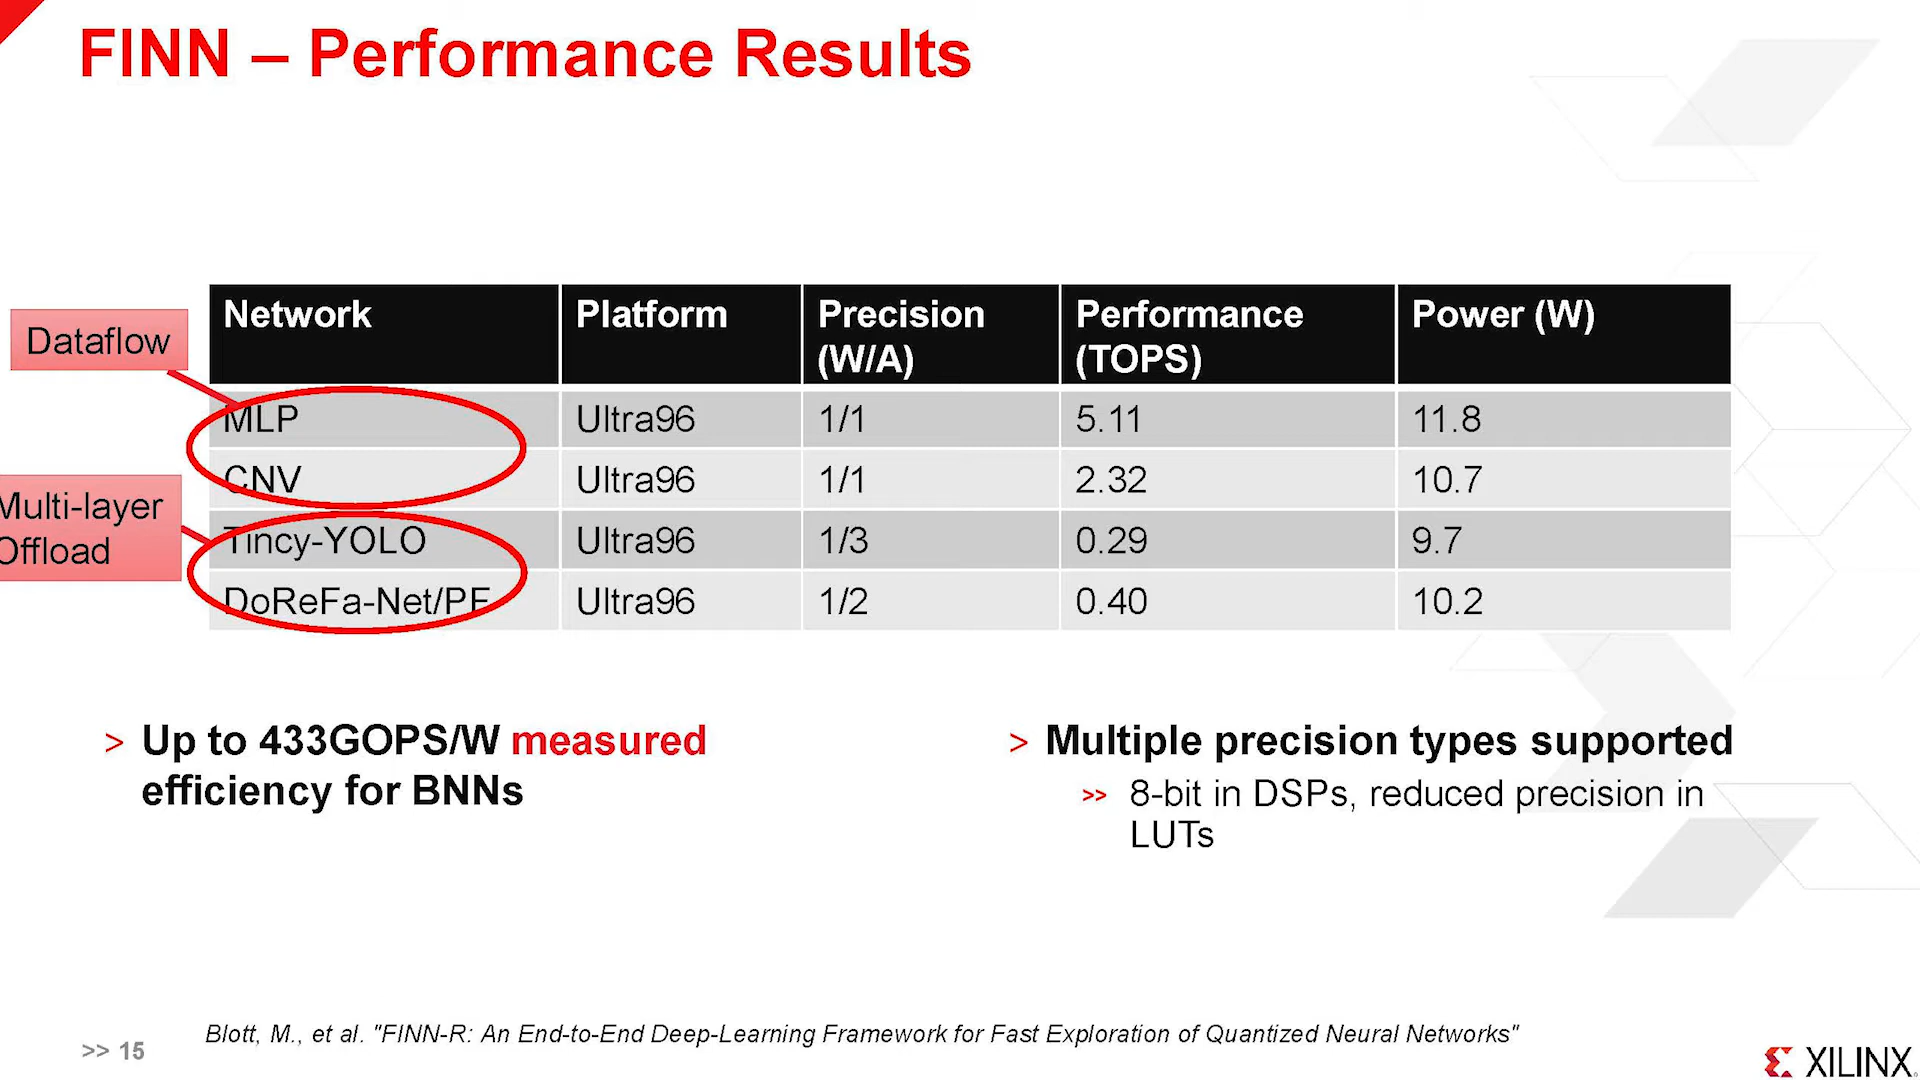 FINN – Performance Results
Dataflow
Multi-layer
Offload
Network Platform Precision (W/A) Performance (TOPS) Power (W)
MLP Ultra96 1/1 5.11 11.8
CNV Ultra96 1/1 2.32 10.7
Tincy-YOLO Ultra96 1/3 0.29 9.7
DoReFa-Net/PF Ultra96 1/2 0.40 10.2
> Up to 433GOPS/W measured
efficiency for BNNs
> Multiple precision types supported
>> 8-bit in DSPs, reduced precision in
LUTs
Blott, M., et al. "FINN-R: An End-to-End Deep-Learning Framework for Fast Exploration of Quantized Neural Networks"
>> 15
XILINX